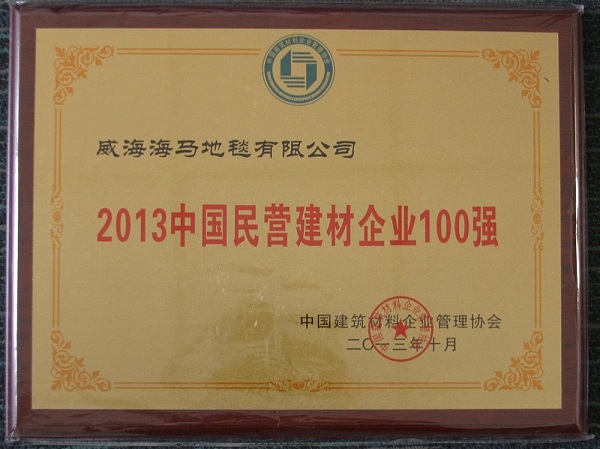 威海海马地毯有限公司
2013中国民营建材企业100强
中国建筑材料企业管理协会
二〇一三年十月